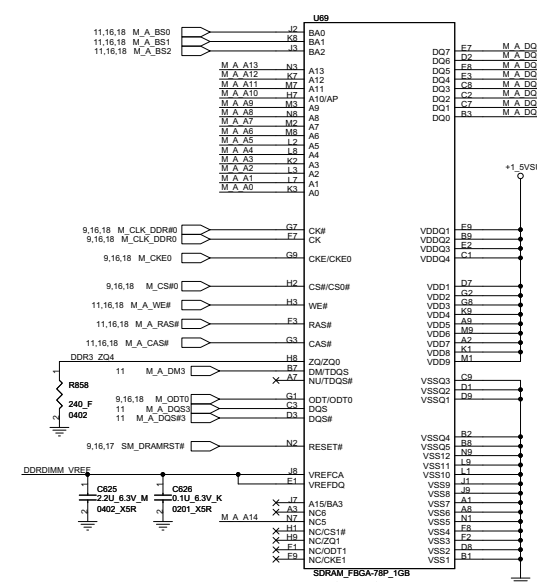 U69
11,16,18 M_A_BS0 J2 BA0
11,16,18 M_A_BS1 K8 BA1
11,16,18 M_A_BS2 J3 BA2
M_A_A13 N3 A13
M_A_A12 K7 A12
M_A_A11 M7 A11
M_A_A10 H7 A10/AP
M_A_A9 M3 A9
M_A_A8 N8 A8
M_A_A7 M2 A7
M_A_A6 M8 A6
M_A_A5 L2 A5
M_A_A4 L8 A4
M_A_A3 K2 A3
M_A_A2 L3 A2
M_A_A1 L7 A1
M_A_A0 K3 A0
9,16,18 M_CLK_DDR#0 G7 CK#
9,16,18 M_CLK_DDR0 F7 CK
9,16,18 M_CKE0 G9 CKE/CKE0
9,16,18 M_CS#0 H2 CS#/CS0#
11,16,18 M_A_WE# H3 WE#
11,16,18 M_A_RAS# F3 RAS#
11,16,18 M_A_CAS# G3 CAS#
DDR3_ZQ4 H8 ZQ/ZQ0
11 M_A_DM3 B7 DM/TDQS
A7 NU/TDQS#
9,16,18 M_ODT0 G1 ODT/ODT0
11 M_A_DQS3 C3 DQS
11 M_A_DQS#3 D3 DQS#
1
R858
240_F
0402
2
9,16,17 SM_DRAMRST# N2 RESET#
DDRDIMM_VREF J8 VREFCA
E1 VREFDQ
1
C625
2.2U_6.3V_M
0402_X5R
2
1
C626
0.1U_6.3V_K
0201_X5R
2
J7 A15/BA3
A3 NC6
M_A_A14 N7 NC5
H1 NC/CS1#
H9 NC/ZQ1
F1 NC/ODT1
F9 NC/CKE1
DQ7 E7 M_A_DQ
DQ6 D2 M_A_DQ
DQ5 E8 M_A_DQ
DQ4 E3 M_A_DQ
DQ3 C8 M_A_DQ
DQ2 C2 M_A_DQ
DQ1 C7 M_A_DQ
DQ0 B3 M_A_DQ
+1_5VSU
VDDQ1 E9
VDDQ2 B9
VDDQ3 E2
VDDQ4 C1
VDD1 D7
VDD2 G2
VDD3 G8
VDD4 K9
VDD5 A9
VDD6 M9
VDD7 A2
VDD8 K1
VDD9 M1
VSSQ3 C9
VSSQ2 D1
VSSQ1 D9
VSSQ4 B2
VSSQ5 B8
VSS12 N9
VSS11 L9
VSS10 L1
VSS9 J1
VSS8 J9
VSS7 A1
VSS6 A8
VSS5 N1
VSS4 F8
VSS3 F2
VSS2 D8
VSS1 B1
SDRAM_FBGA-78P_1GB